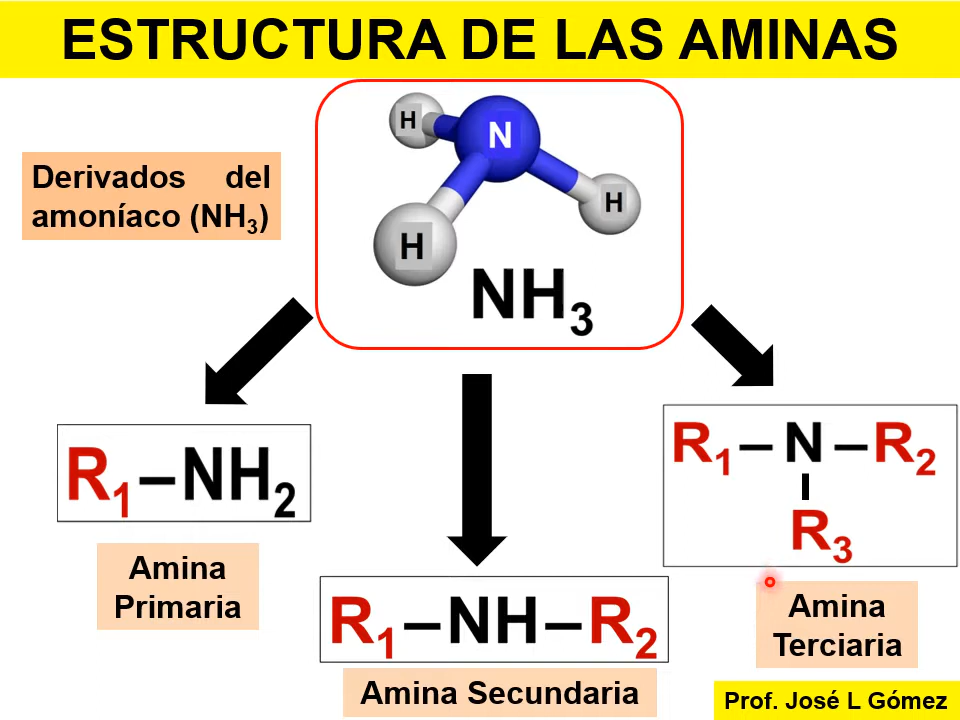 ESTRUCTURA DE LAS AMINAS
H
N
H
H
NH₃
Derivados del
amoníaco (NH₃)
R₁–NH₂
Amina
Primaria
R₁–NH–R₂
Amina Secundaria
R₁–N–R₂
R₃
Amina
Terciaria
Prof. José L Gómez